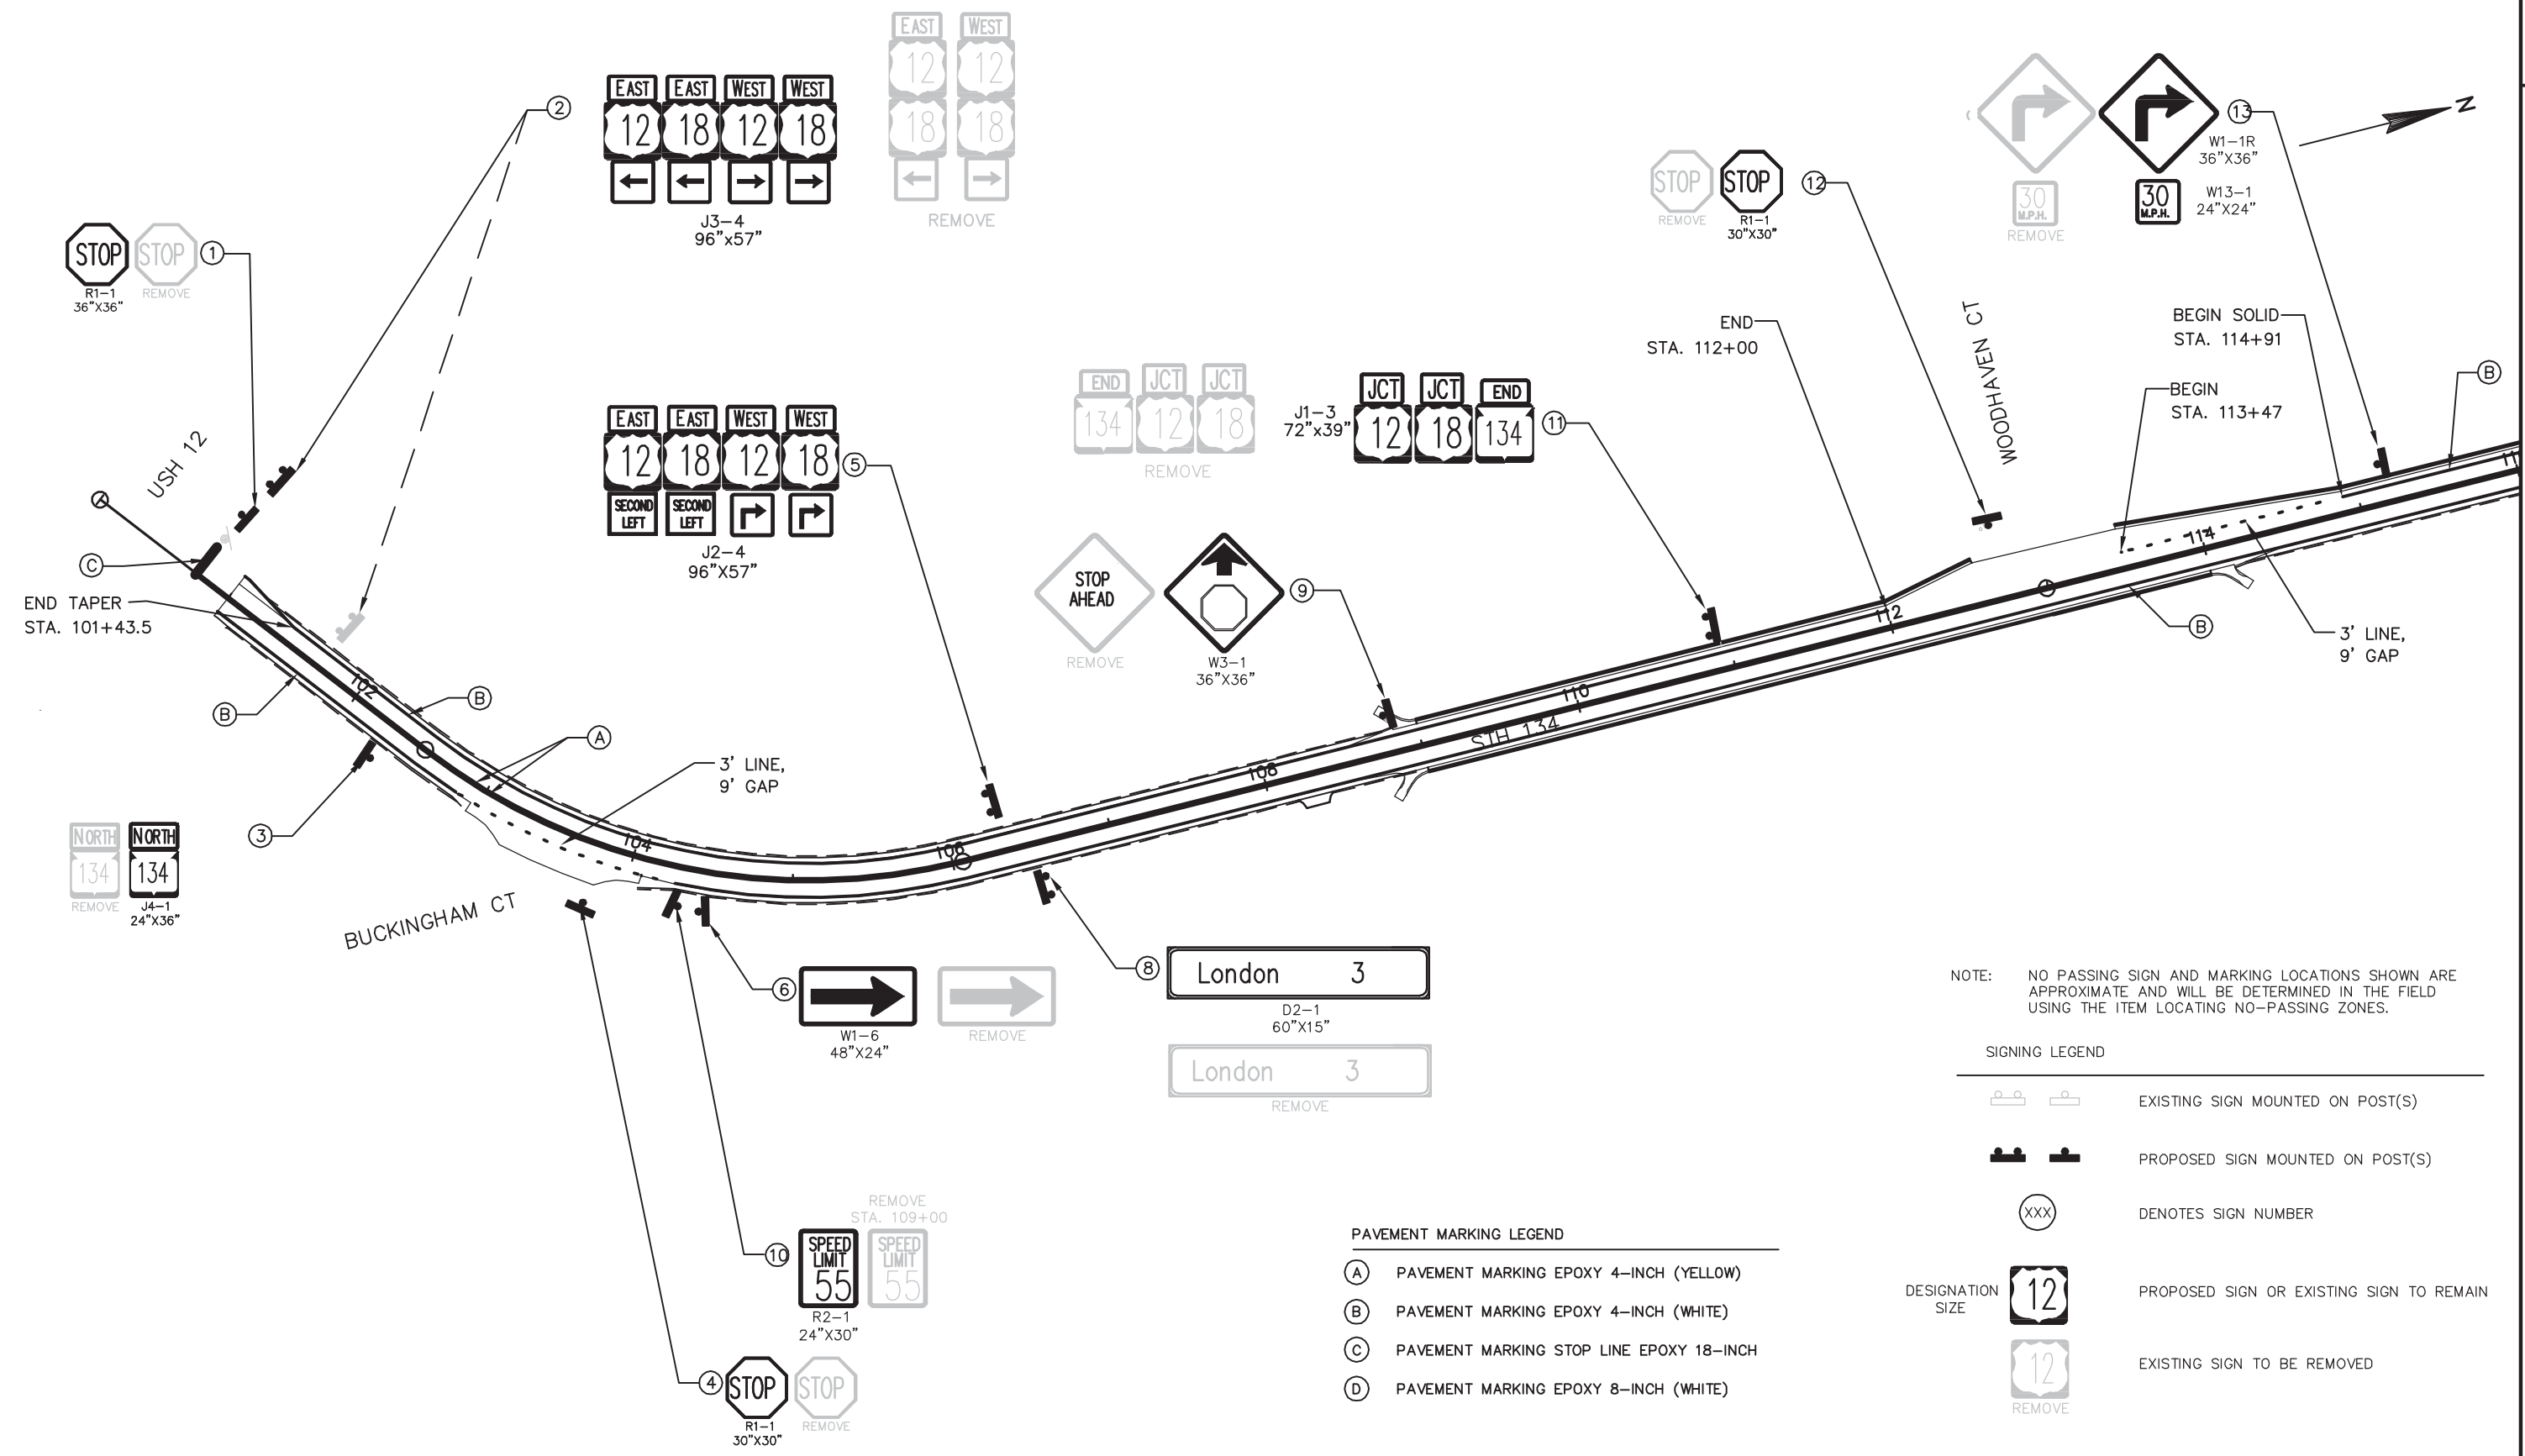 EAST WEST
12 12
18 18
REMOVE
EAST EAST WEST WEST
12 18 12 18
J3-4
96"x57"
2
STOP STOP 1
R1-1 REMOVE
36"X36"
USH 12
C
END TAPER
STA. 101+43.5
EAST EAST WEST WEST
12 18 12 18
SECOND LEFT SECOND LEFT
J2-4
96"X57"
5
STOP STOP 12
REMOVE R1-1
30"X30"
13
W1-1R
36"X36"
30 M.P.H. 30 M.P.H.
W13-1
24"X24"
REMOVE
N
END
STA. 112+00
WOODHAVEN CT
BEGIN SOLID
STA. 114+91
BEGIN
STA. 113+47
B
END JCT JCT
134 12 18
REMOVE
J1-3
72"x39"
JCT JCT END
12 18 134
11
STOP
AHEAD
REMOVE
W3-1
36"X36"
9
102
104
106
108
110
112
114
STH 134
B
3' LINE,
9' GAP
B
B
A
3' LINE,
9' GAP
3
NORTH NORTH
134 134
REMOVE J4-1
24"X36"
BUCKINGHAM CT
6
W1-6
48"X24"
REMOVE
8
London 3
D2-1
60"X15"
London 3
REMOVE
10
REMOVE
STA. 109+00
SPEED SPEED
LIMIT LIMIT
55 55
R2-1
24"X30"
4
STOP STOP
R1-1 REMOVE
30"X30"
PAVEMENT MARKING LEGEND
A PAVEMENT MARKING EPOXY 4-INCH (YELLOW)
B PAVEMENT MARKING EPOXY 4-INCH (WHITE)
C PAVEMENT MARKING STOP LINE EPOXY 18-INCH
D PAVEMENT MARKING EPOXY 8-INCH (WHITE)
NOTE: NO PASSING SIGN AND MARKING LOCATIONS SHOWN ARE
APPROXIMATE AND WILL BE DETERMINED IN THE FIELD
USING THE ITEM LOCATING NO-PASSING ZONES.
SIGNING LEGEND
EXISTING SIGN MOUNTED ON POST(S)
PROPOSED SIGN MOUNTED ON POST(S)
XXX DENOTES SIGN NUMBER
DESIGNATION
SIZE
12 PROPOSED SIGN OR EXISTING SIGN TO REMAIN
12 EXISTING SIGN TO BE REMOVED
REMOVE